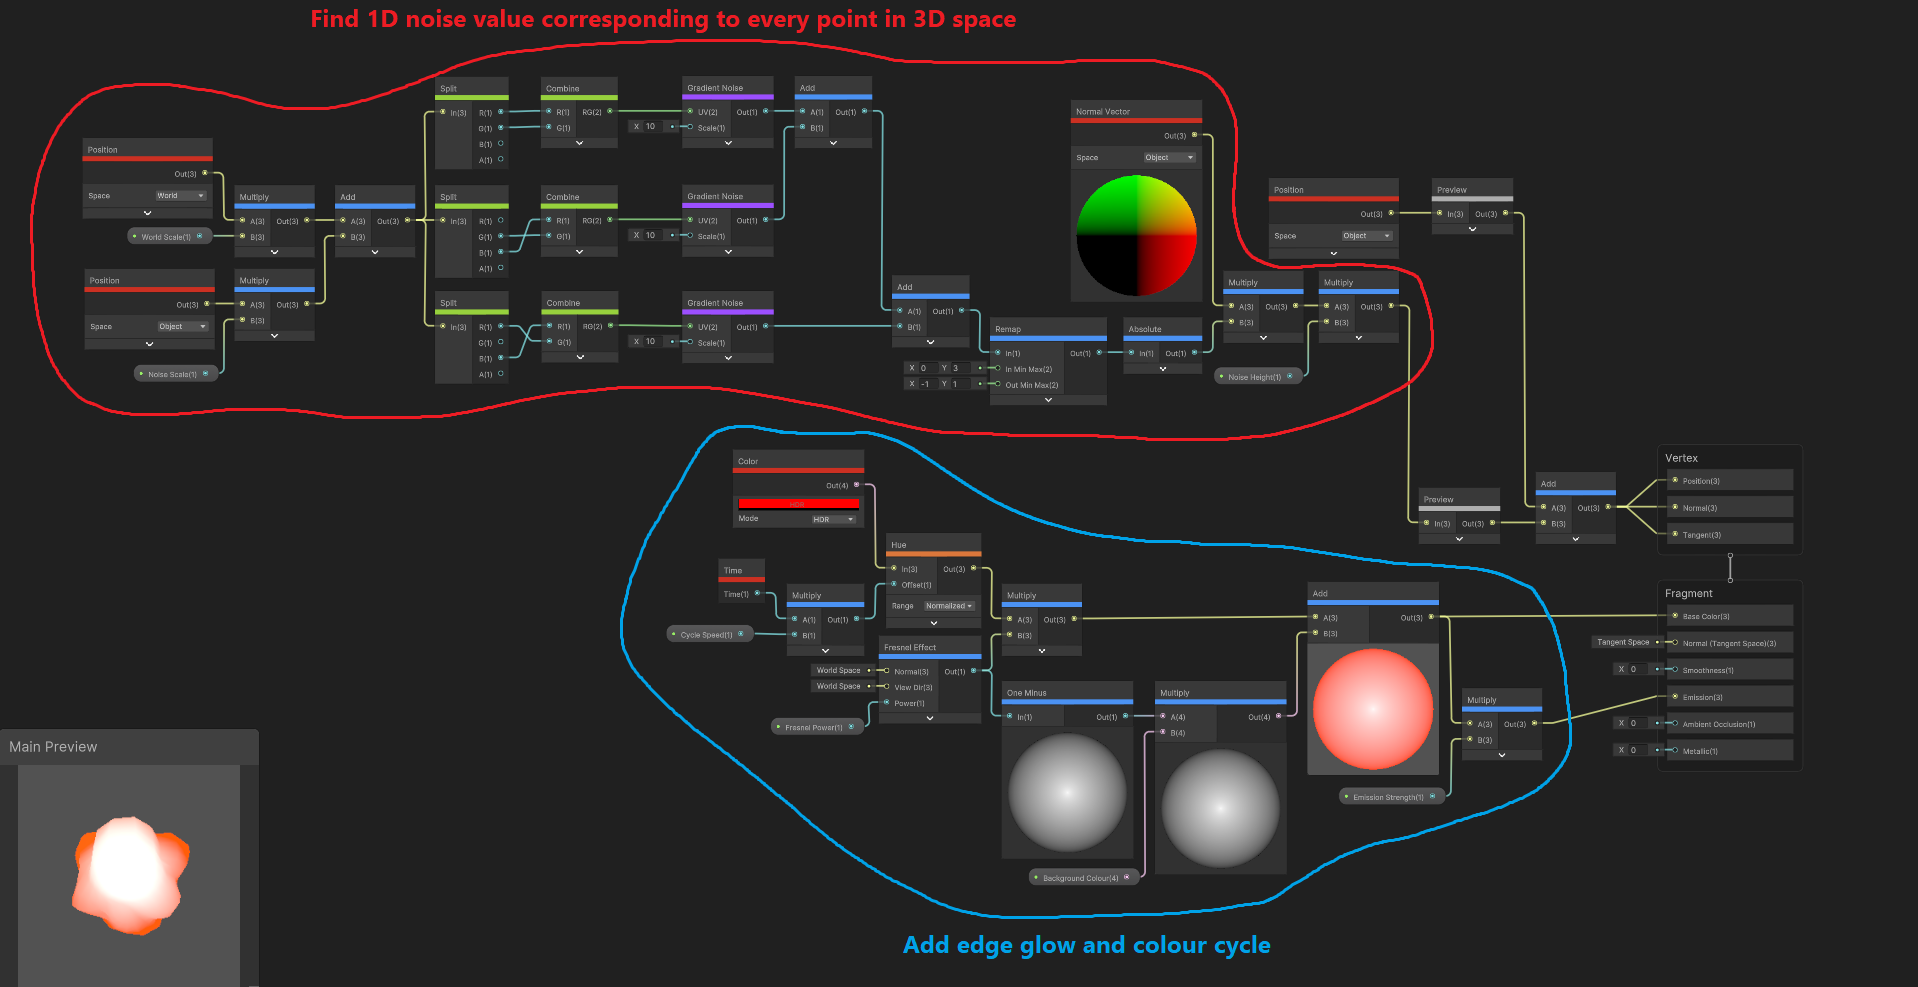 Find 1D noise value corresponding to every point in 3D space
Position
Out(3)
Space World
World Scale(1)
Multiply
A(3) Out(3)
B(3)
Position
Out(3)
Space Object
Noise Scale(1)
Multiply
A(3) Out(3)
B(3)
Add
A(3) Out(3)
B(3)
Split
In(3) R(1)
G(1)
B(1)
A(1)
Combine
R(1) RG(2)
G(1)
X 10
Gradient Noise
UV(2) Out(1)
Scale(1)
Add
A(1) Out(1)
B(1)
Split
In(3) R(1)
G(1)
B(1)
A(1)
Combine
R(1) RG(2)
G(1)
X 10
Gradient Noise
UV(2) Out(1)
Scale(1)
Split
In(3) R(1)
G(1)
B(1)
A(1)
Combine
R(1) RG(2)
G(1)
X 10
Gradient Noise
UV(2) Out(1)
Scale(1)
Add
A(1) Out(1)
B(1)
X 0 Y 3
X -1 Y 1
Remap
In(1) Out(1)
In Min Max(2)
Out Min Max(2)
Absolute
In(1) Out(1)
Normal Vector
Out(3)
Space Object
Multiply
A(3) Out(3)
B(3)
Noise Height(1)
Multiply
A(3) Out(3)
B(3)
Position
Out(3)
Space Object
Preview
In(3) Out(3)
Preview
In(3) Out(3)
Add
A(3) Out(3)
B(3)
Vertex
Position(3)
Normal(3)
Tangent(3)
Color
Out(4)
HDR
Mode HDR
Time
Time(1)
Cycle Speed(1)
Multiply
A(1) Out(1)
B(1)
Hue
In(3) Out(3)
Offset(1)
Range Normalized
Fresnel Effect
World Space Normal(3) Out(1)
World Space View Dir(3)
Power(1)
Fresnel Power(1)
Multiply
A(3) Out(3)
B(3)
One Minus
In(1) Out(1)
Background Colour(4)
Multiply
A(4) Out(4)
B(4)
Add
A(3) Out(3)
B(3)
Emission Strength(1)
Multiply
A(3) Out(3)
B(3)
Fragment
Base Color(3)
Tangent Space Normal (Tangent Space)(3)
X 0 Smoothness(1)
Emission(3)
X 0 Ambient Occlusion(1)
X 0 Metallic(1)
Main Preview
Add edge glow and colour cycle